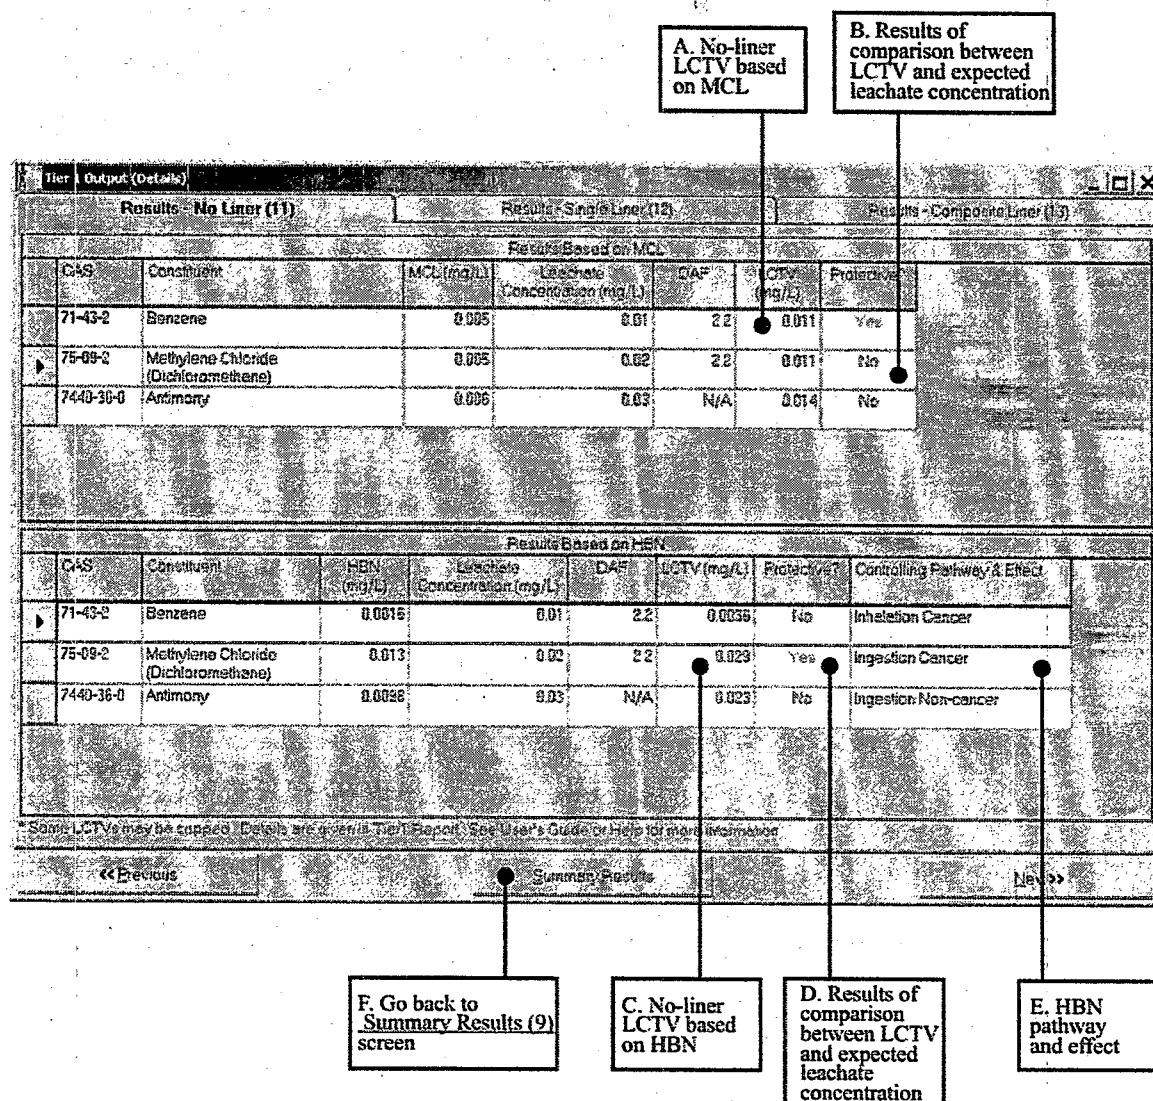 A. No-liner
LCTV based
on MCL
B. Results of
comparison between
LCTV and expected
leachate concentration
Tier 1 Output (Details)
Results - No Liner (11)
Results - Single Liner (12)
Results - Composite Liner (13)
Results Based on MCL
CAS Constituent MCL (mg/L) Leachate Concentration (mg/L) DAF LCTV (mg/L) Protective?
71-43-2 Benzene 0.005 0.01 2.2 0.011 Yes
75-09-2 Methylene Chloride (Dichloromethane) 0.005 0.02 2.2 0.011 No
7440-36-0 Antimony 0.006 0.03 N/A 0.014 No
Results Based on HBN
CAS Constituent HBN (mg/L) Leachate Concentration (mg/L) DAF LCTV (mg/L) Protective? Controlling Pathway & Effect
71-43-2 Benzene 0.0016 0.01 2.2 0.0036 No Inhalation Cancer
75-09-2 Methylene Chloride (Dichloromethane) 0.013 0.02 2.2 0.029 Yes Ingestion Cancer
7440-36-0 Antimony 0.0098 0.03 N/A 0.023 No Ingestion Non-cancer
* Some LCTVs may be capped. Details are given in Tier1 Report. See User's Guide or Help for more information
<<Previous
Summary Results
>>
F. Go back to
Summary Results (9)
screen
C. No-liner
LCTV based
on HBN
D. Results of
comparison
between LCTV
and expected
leachate
concentration
E. HBN
pathway
and effect